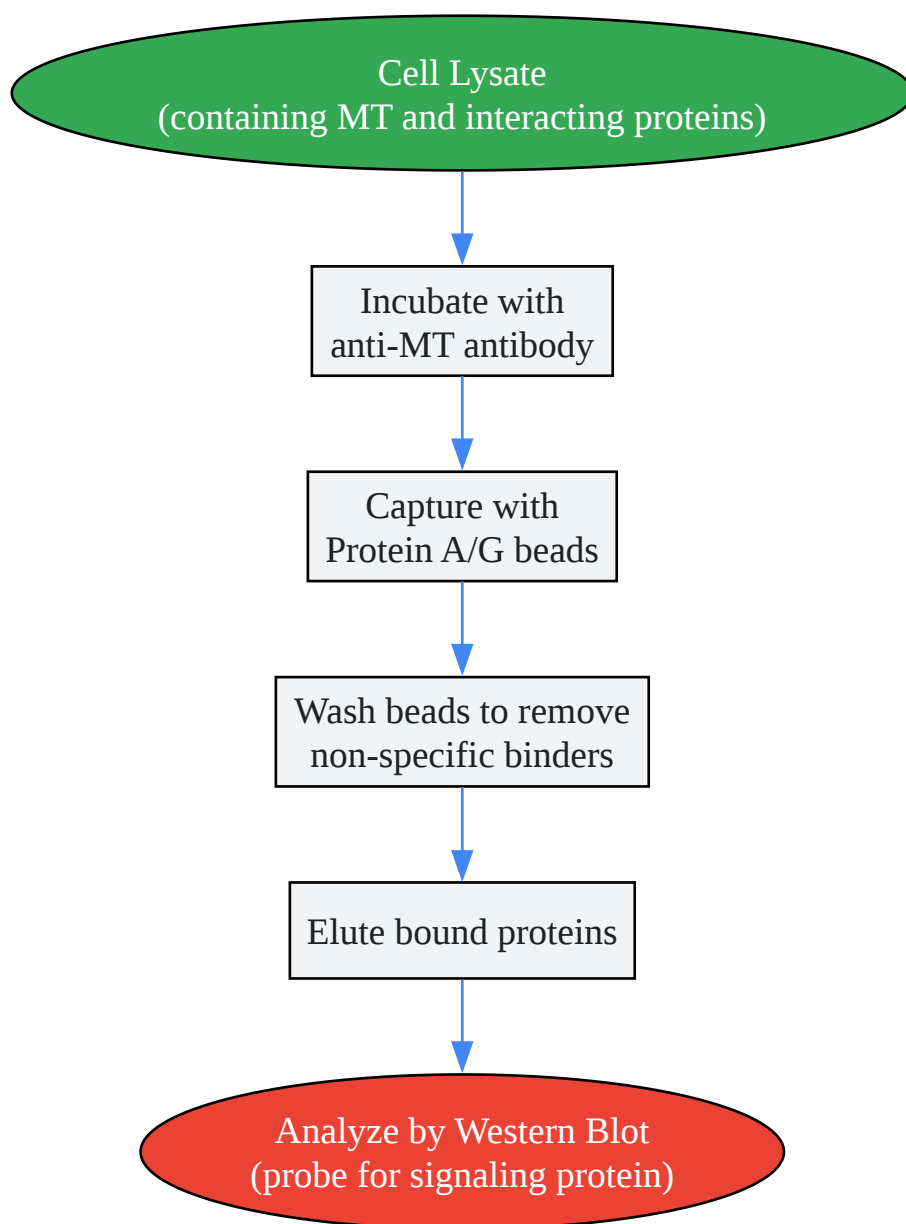 Cell Lysate
(containing MT and interacting proteins)
Incubate with
anti-MT antibody
Capture with
Protein A/G beads
Wash beads to remove
non-specific binders
Elute bound proteins
Analyze by Western Blot
(probe for signaling protein)